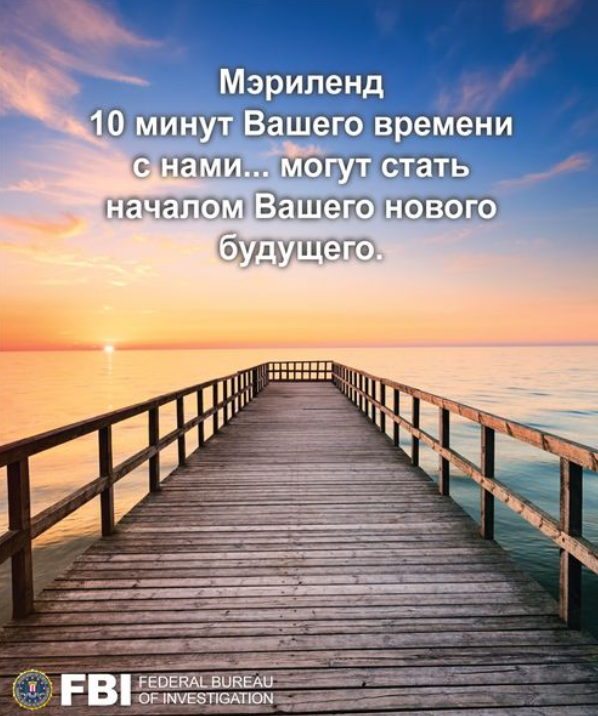 Мэриленд
10 минут Вашего времени
с нами... могут стать
началом Вашего нового
будущего.
FBI
FEDERAL BUREAU
OF INVESTIGATION